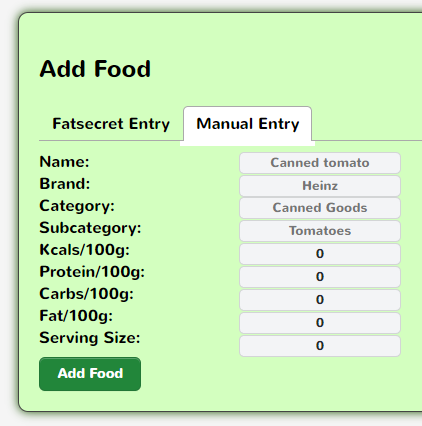 Add Food
Fatsecret Entry Manual Entry
Name: Canned tomato
Brand: Heinz
Category: Canned Goods
Subcategory: Tomatoes
Kcals/100g: 0
Protein/100g: 0
Carbs/100g: 0
Fat/100g: 0
Serving Size: 0
Add Food